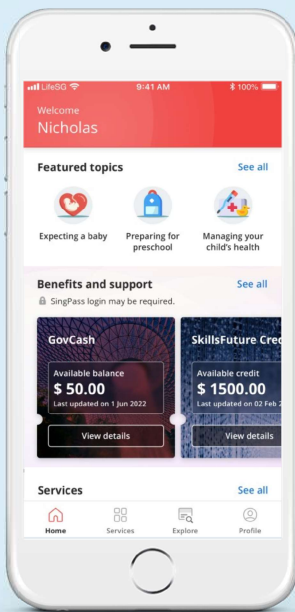 LifeSG
9:41 AM
100%
Welcome
Nicholas
Featured topics
See all
Expecting a baby
Preparing for
preschool
Managing your
child's health
Benefits and support
See all
SingPass login may be required.
GovCash
Available balance
$ 50.00
Last updated on 1 Jun 2022
View details
SkillsFuture Cre
Available credit
$ 1500.00
Last updated on 02 Feb 2
View details
Services
See all
Home
Services
Explore
Profile